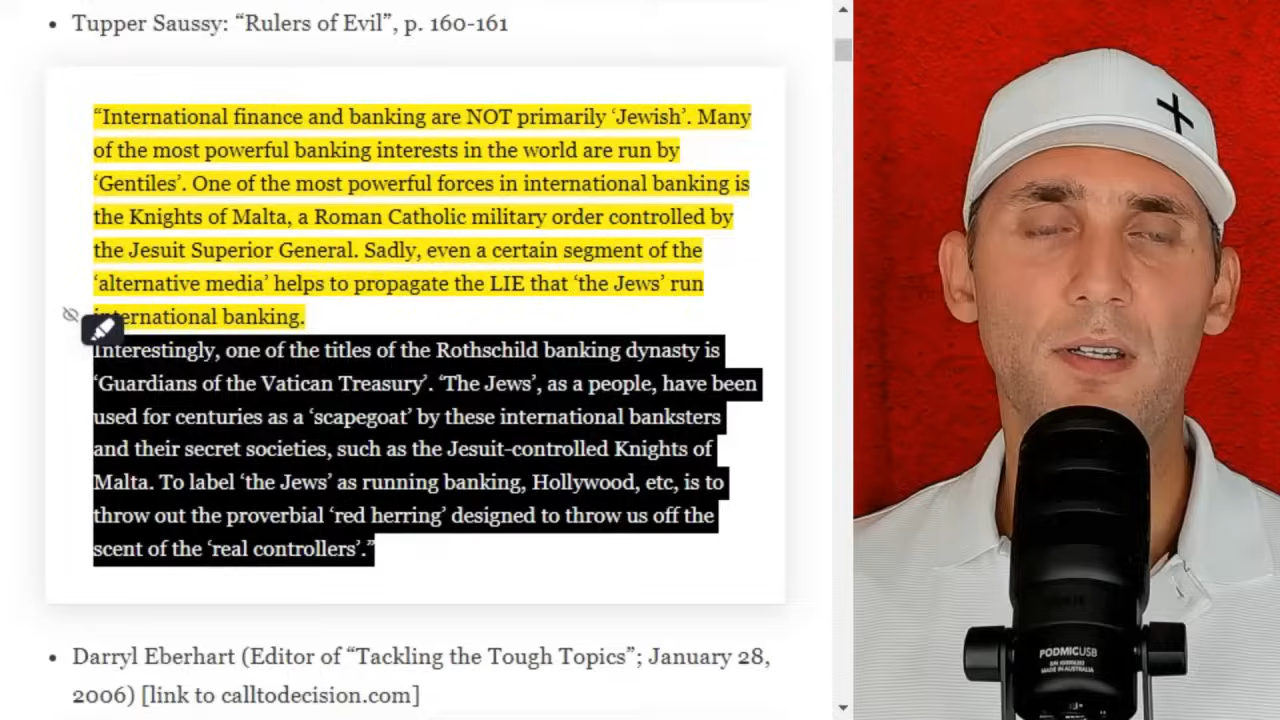 • Tupper Saussy: “Rulers of Evil”, p. 160-161
“International finance and banking are NOT primarily ‘Jewish’. Many
of the most powerful banking interests in the world are run by
‘Gentiles’. One of the most powerful forces in international banking is
the Knights of Malta, a Roman Catholic military order controlled by
the Jesuit Superior General. Sadly, even a certain segment of the
‘alternative media’ helps to propagate the LIE that ‘the Jews’ run
international banking.
Interestingly, one of the titles of the Rothschild banking dynasty is
‘Guardians of the Vatican Treasury’. ‘The Jews’, as a people, have been
used for centuries as a ‘scapegoat’ by these international banksters
and their secret societies, such as the Jesuit-controlled Knights of
Malta. To label ‘the Jews’ as running banking, Hollywood, etc, is to
throw out the proverbial ‘red herring’ designed to throw us off the
scent of the ‘real controllers’.”
• Darryl Eberhart (Editor of “Tackling the Tough Topics”; January 28,
2006) [link to calltodecision.com]
PODMICUSB
MADE IN AUSTRALIA